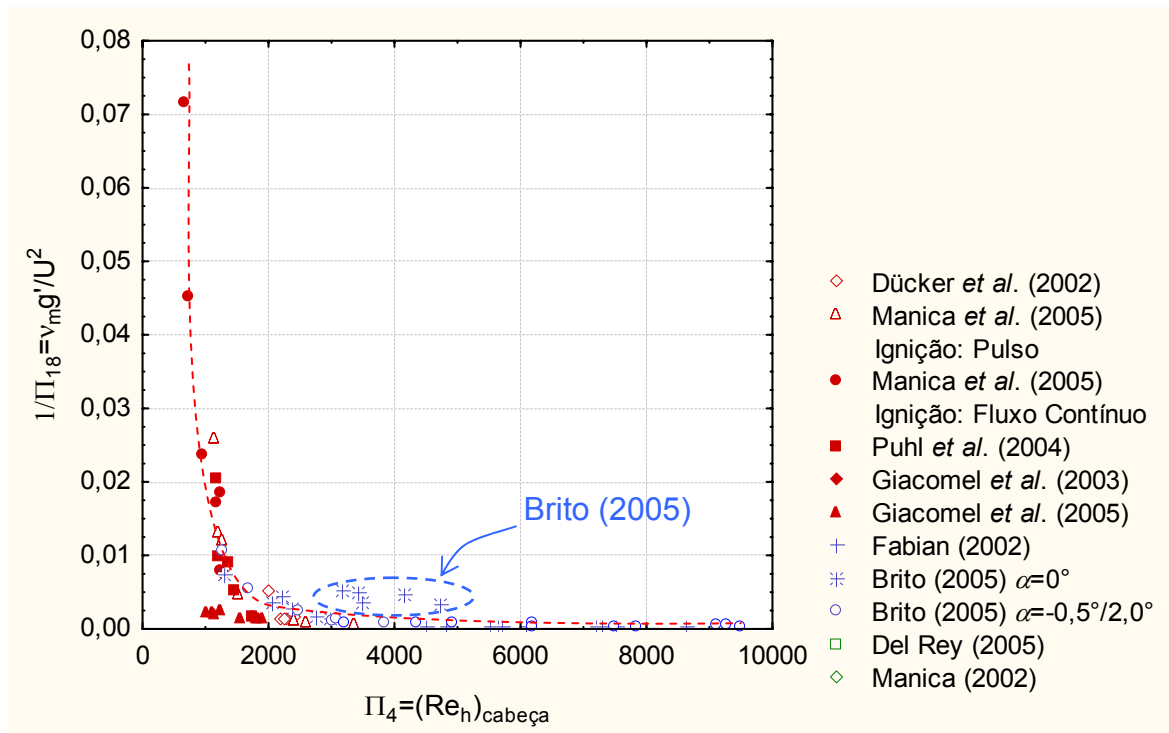 0,08
0,07
0,06
0,05
0,04
0,03
0,02
0,01
0,00
1/Π18=νmg'/U²
0 2000 4000 6000 8000 10000
Π4=(Reh)cabeça
Brito (2005)
Dücker et al. (2002)
Manica et al. (2005)
Ignição: Pulso
Manica et al. (2005)
Ignição: Fluxo Contínuo
Puhl et al. (2004)
Giacomel et al. (2003)
Giacomel et al. (2005)
Fabian (2002)
Brito (2005) α=0°
Brito (2005) α=-0,5°/2,0°
Del Rey (2005)
Manica (2002)